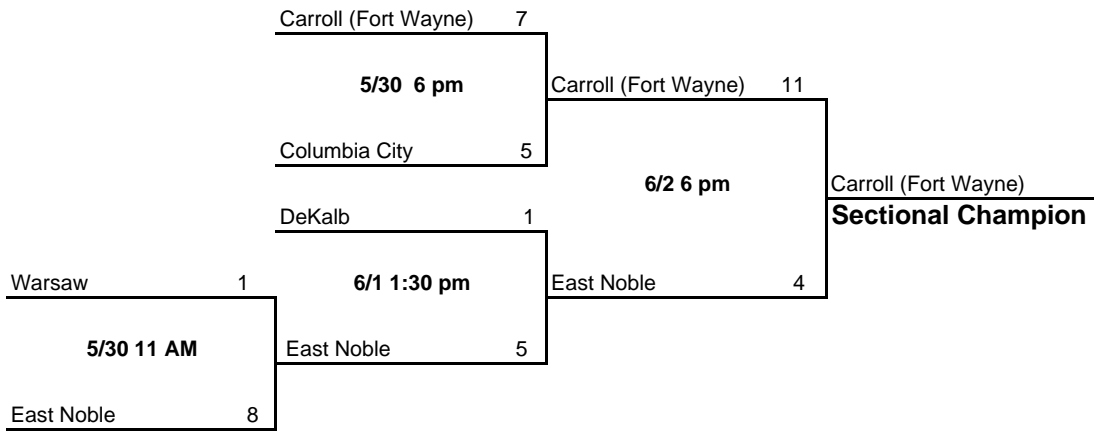 Carroll (Fort Wayne) 7
5/30 6 pm
Carroll (Fort Wayne) 11
Columbia City 5
6/2 6 pm
Carroll (Fort Wayne)
Sectional Champion
DeKalb 1
Warsaw 1
6/1 1:30 pm
East Noble 4
5/30 11 AM
East Noble 5
East Noble 8